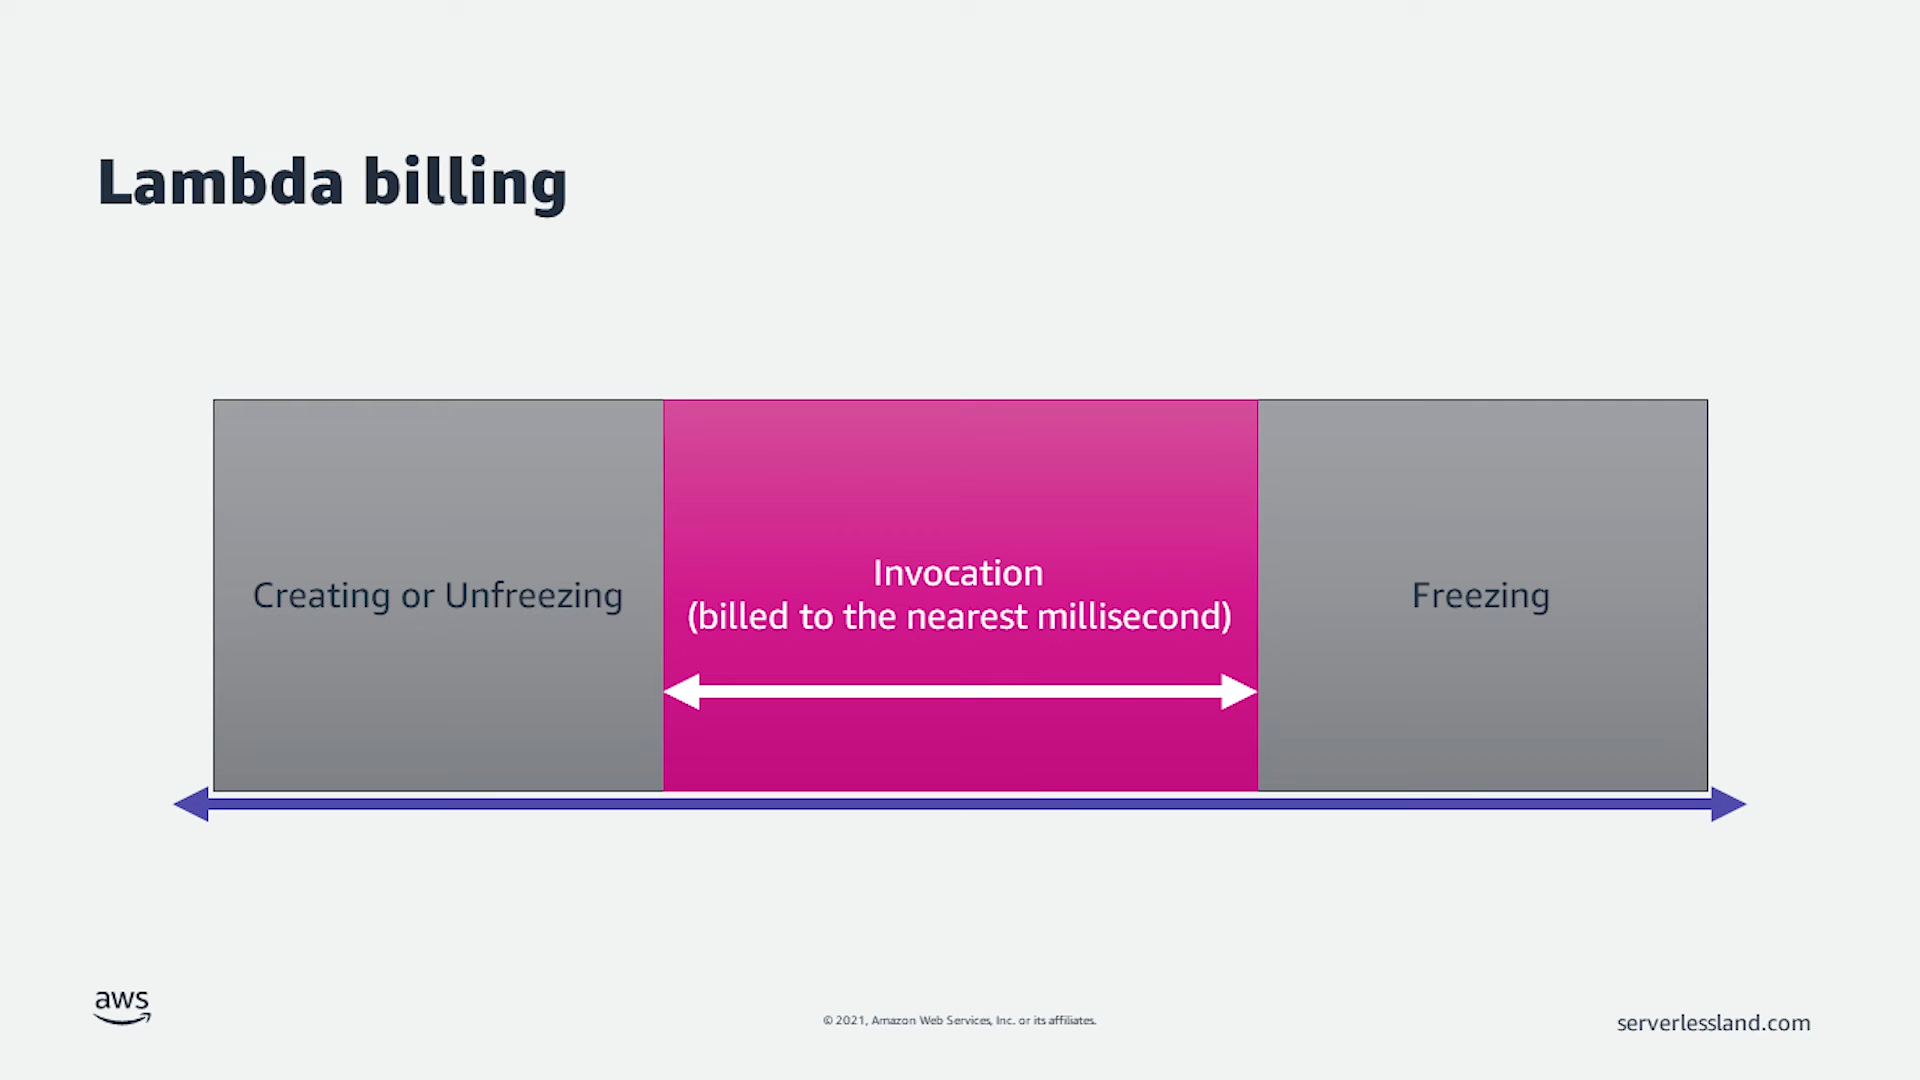 Lambda billing
Creating or Unfreezing
Invocation
(billed to the nearest millisecond)
Freezing
aws
© 2021, Amazon Web Services, Inc. or its affiliates.
serverlessland.com